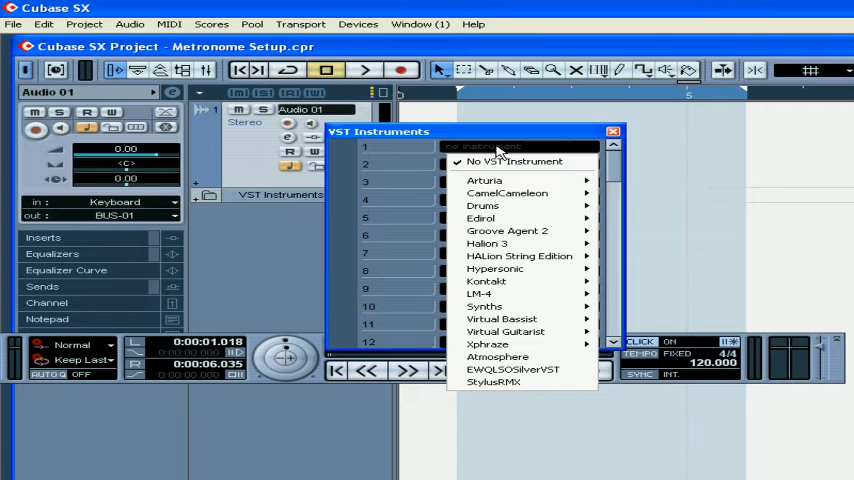 Cubase SX
File Edit Project Audio MIDI Scores Pool Transport Devices Window (1) Help
Cubase SX Project - Metronome Setup.cpr
Audio 01
1 M S Audio 01
5
M S R W
Stereo
e
R W
0.00
<C>
VST Instruments
in : Keyboard
out : BUS-01
Inserts
Equalizers
Equalizer Curve
Sends
Channel
Notepad
VST Instruments
1 no instrument
2
3
4
5
6
7
8
9
10
11
12
No VST Instrument
Arturia
CamelCameleon
Drums
Edirol
Groove Agent 2
Halion 3
HALion String Edition
Hypersonic
Kontakt
LM-4
Synths
Virtual Bassist
Virtual Guitarist
Xphraze
Atmosphere
EWQLSOSilverVST
StylusRMX
Normal
Keep Last
AUTO Q OFF
0:00:01.018
0:00:06.035
CLICK ON
TEMPO FIXED 4/4
120.000
SYNC INT.